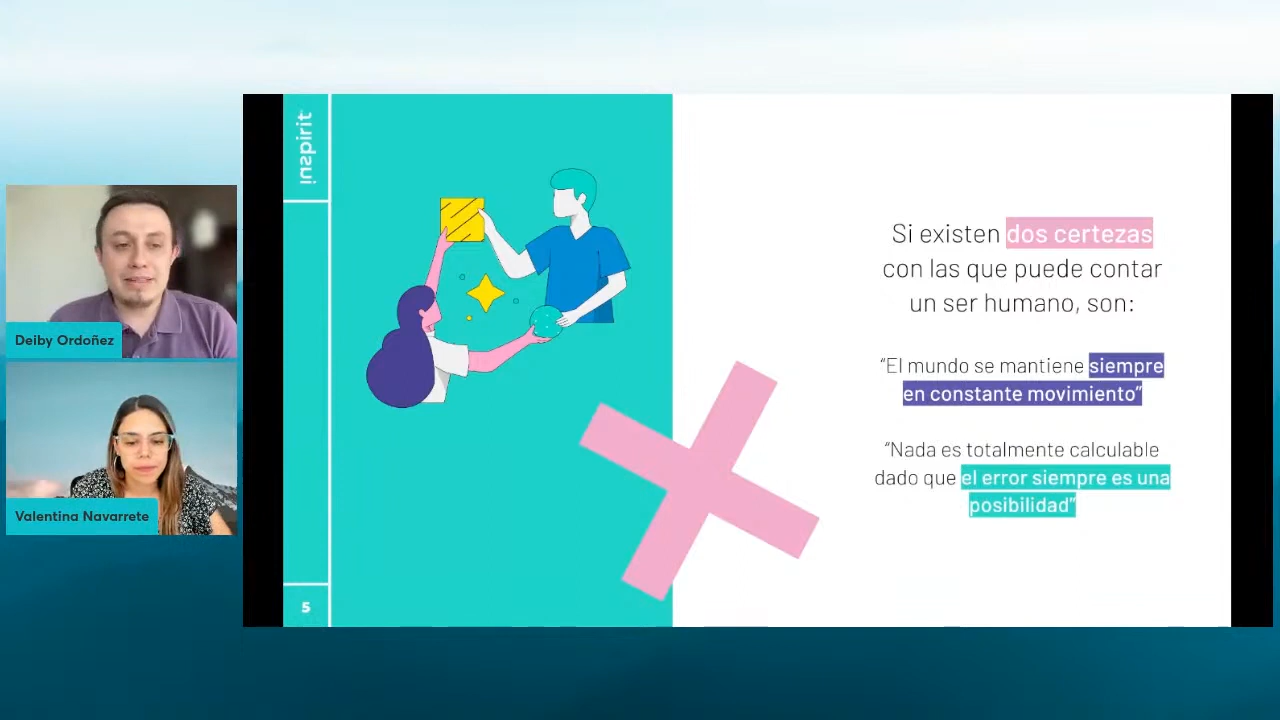 inspirit
Deiby Ordoñez
Valentina Navarrete
5
Si existen dos certezas
con las que puede contar
un ser humano, son:
“El mundo se mantiene siempre
en constante movimiento”
“Nada es totalmente calculable
dado que el error siempre es una
posibilidad”